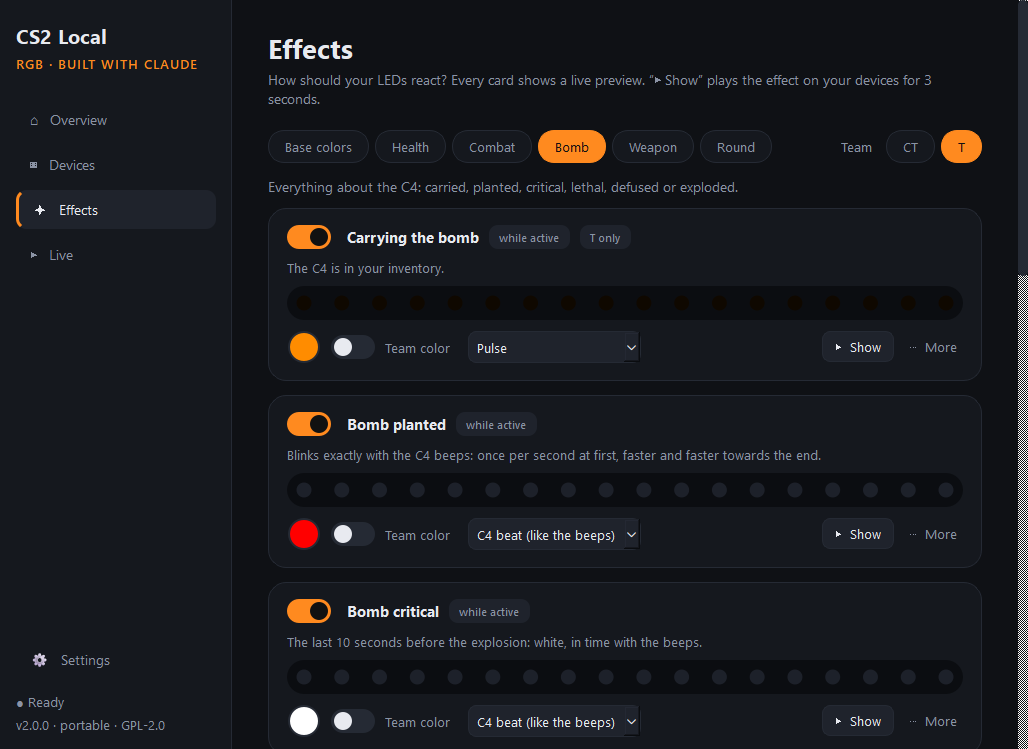 CS2 Local
RGB · BUILT WITH CLAUDE
Overview
Devices
Effects
Live
Settings
Ready
v2.0.0 · portable · GPL-2.0
Effects
How should your LEDs react? Every card shows a live preview. “▸ Show” plays the effect on your devices for 3
seconds.
Base colors Health Combat Bomb Weapon Round Team CT T
Everything about the C4: carried, planted, critical, lethal, defused or exploded.
Carrying the bomb while active T only
The C4 is in your inventory.
Team color Pulse ▸ Show ··· More
Bomb planted while active
Blinks exactly with the C4 beeps: once per second at first, faster and faster towards the end.
Team color C4 beat (like the beeps) ▸ Show ··· More
Bomb critical while active
The last 10 seconds before the explosion: white, in time with the beeps.
Team color C4 beat (like the beeps) ▸ Show ··· More